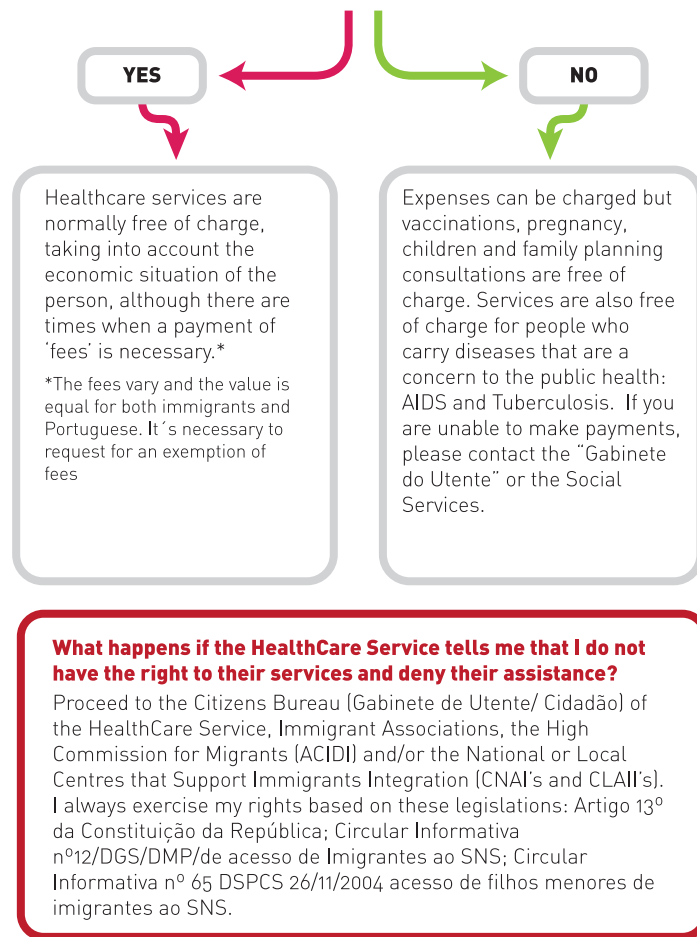 YES
NO
Healthcare services are
normally free of charge,
taking into account the
economic situation of the
person, although there are
times when a payment of
‘fees’ is necessary.*
*The fees vary and the value is
equal for both immigrants and
Portuguese. It´s necessary to
request for an exemption of
fees
Expenses can be charged but
vaccinations, pregnancy,
children and family planning
consultations are free of
charge. Services are also free
of charge for people who
carry diseases that are a
concern to the public health:
AIDS and Tuberculosis.  If you
are unable to make payments,
please contact the “Gabinete
do Utente” or the Social
Services.
What happens if the HealthCare Service tells me that I do not
have the right to their services and deny their assistance?
Proceed to the Citizens Bureau (Gabinete de Utente/ Cidadão) of
the HealthCare Service, Immigrant Associations, the High
Commission for Migrants (ACIDI) and/or the National or Local
Centres that Support Immigrants Integration (CNAI’s and CLAII’s).
I always exercise my rights based on these legislations: Artigo 13º
da Constituição da República; Circular Informativa
nº12/DGS/DMP/de acesso de Imigrantes ao SNS; Circular
Informativa nº 65 DSPCS 26/11/2004 acesso de filhos menores de
imigrantes ao SNS.